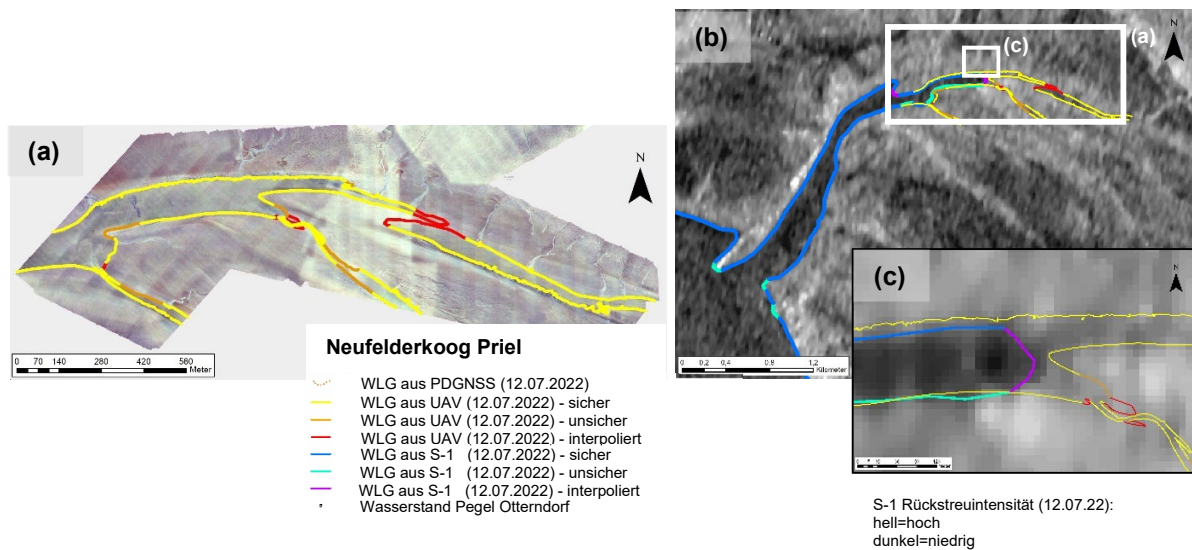 (a)
N
0 70 140 280 420 560
Meter
Neufelderkoog Priel
WLG aus PDGNSS (12.07.2022)
WLG aus UAV (12.07.2022) - sicher
WLG aus UAV (12.07.2022) - unsicher
WLG aus UAV (12.07.2022) - interpoliert
WLG aus S-1 (12.07.2022) - sicher
WLG aus S-1 (12.07.2022) - unsicher
WLG aus S-1 (12.07.2022) - interpoliert
Wasserstand Pegel Otterndorf
(b)
(c)
(a)
N
0 0,2 0,4 0,8 1,2
Kilometer
(c)
N
S-1 Rückstreuintensität (12.07.22):
hell=hoch
dunkel=niedrig